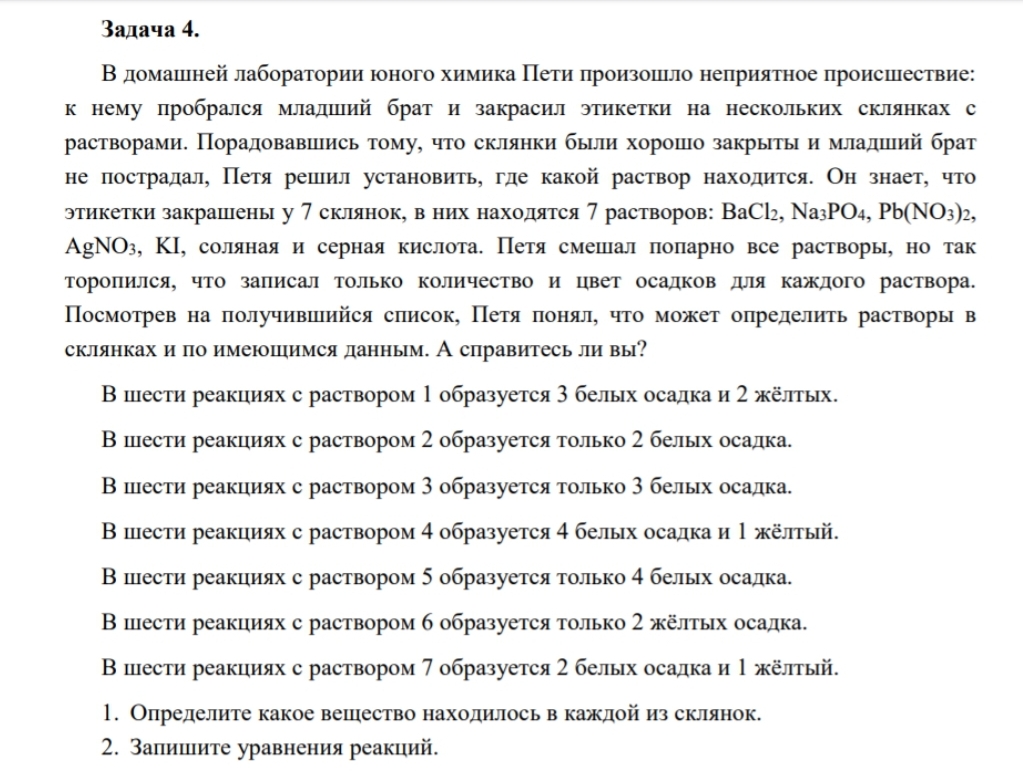 Задача 4.
В домашней лаборатории юного химика Пети произошло неприятное происшествие:
к нему пробрался младший брат и закрасил этикетки на нескольких склянках с
растворами. Порадовавшись тому, что склянки были хорошо закрыты и младший брат
не пострадал, Петя решил установить, где какой раствор находится. Он знает, что
этикетки закрашены у 7 склянок, в них находятся 7 растворов: BaCl₂, Na₃PO₄, Pb(NO₃)₂,
AgNO₃, KI, соляная и серная кислота. Петя смешал попарно все растворы, но так
торопился, что записал только количество и цвет осадков для каждого раствора.
Посмотрев на получившийся список, Петя понял, что может определить растворы в
склянках и по имеющимся данным. А справитесь ли вы?
В шести реакциях с раствором 1 образуется 3 белых осадка и 2 жёлтых.
В шести реакциях с раствором 2 образуется только 2 белых осадка.
В шести реакциях с раствором 3 образуется только 3 белых осадка.
В шести реакциях с раствором 4 образуется 4 белых осадка и 1 жёлтый.
В шести реакциях с раствором 5 образуется только 4 белых осадка.
В шести реакциях с раствором 6 образуется только 2 жёлтых осадка.
В шести реакциях с раствором 7 образуется 2 белых осадка и 1 жёлтый.
1. Определите какое вещество находилось в каждой из склянок.
2. Запишите уравнения реакций.